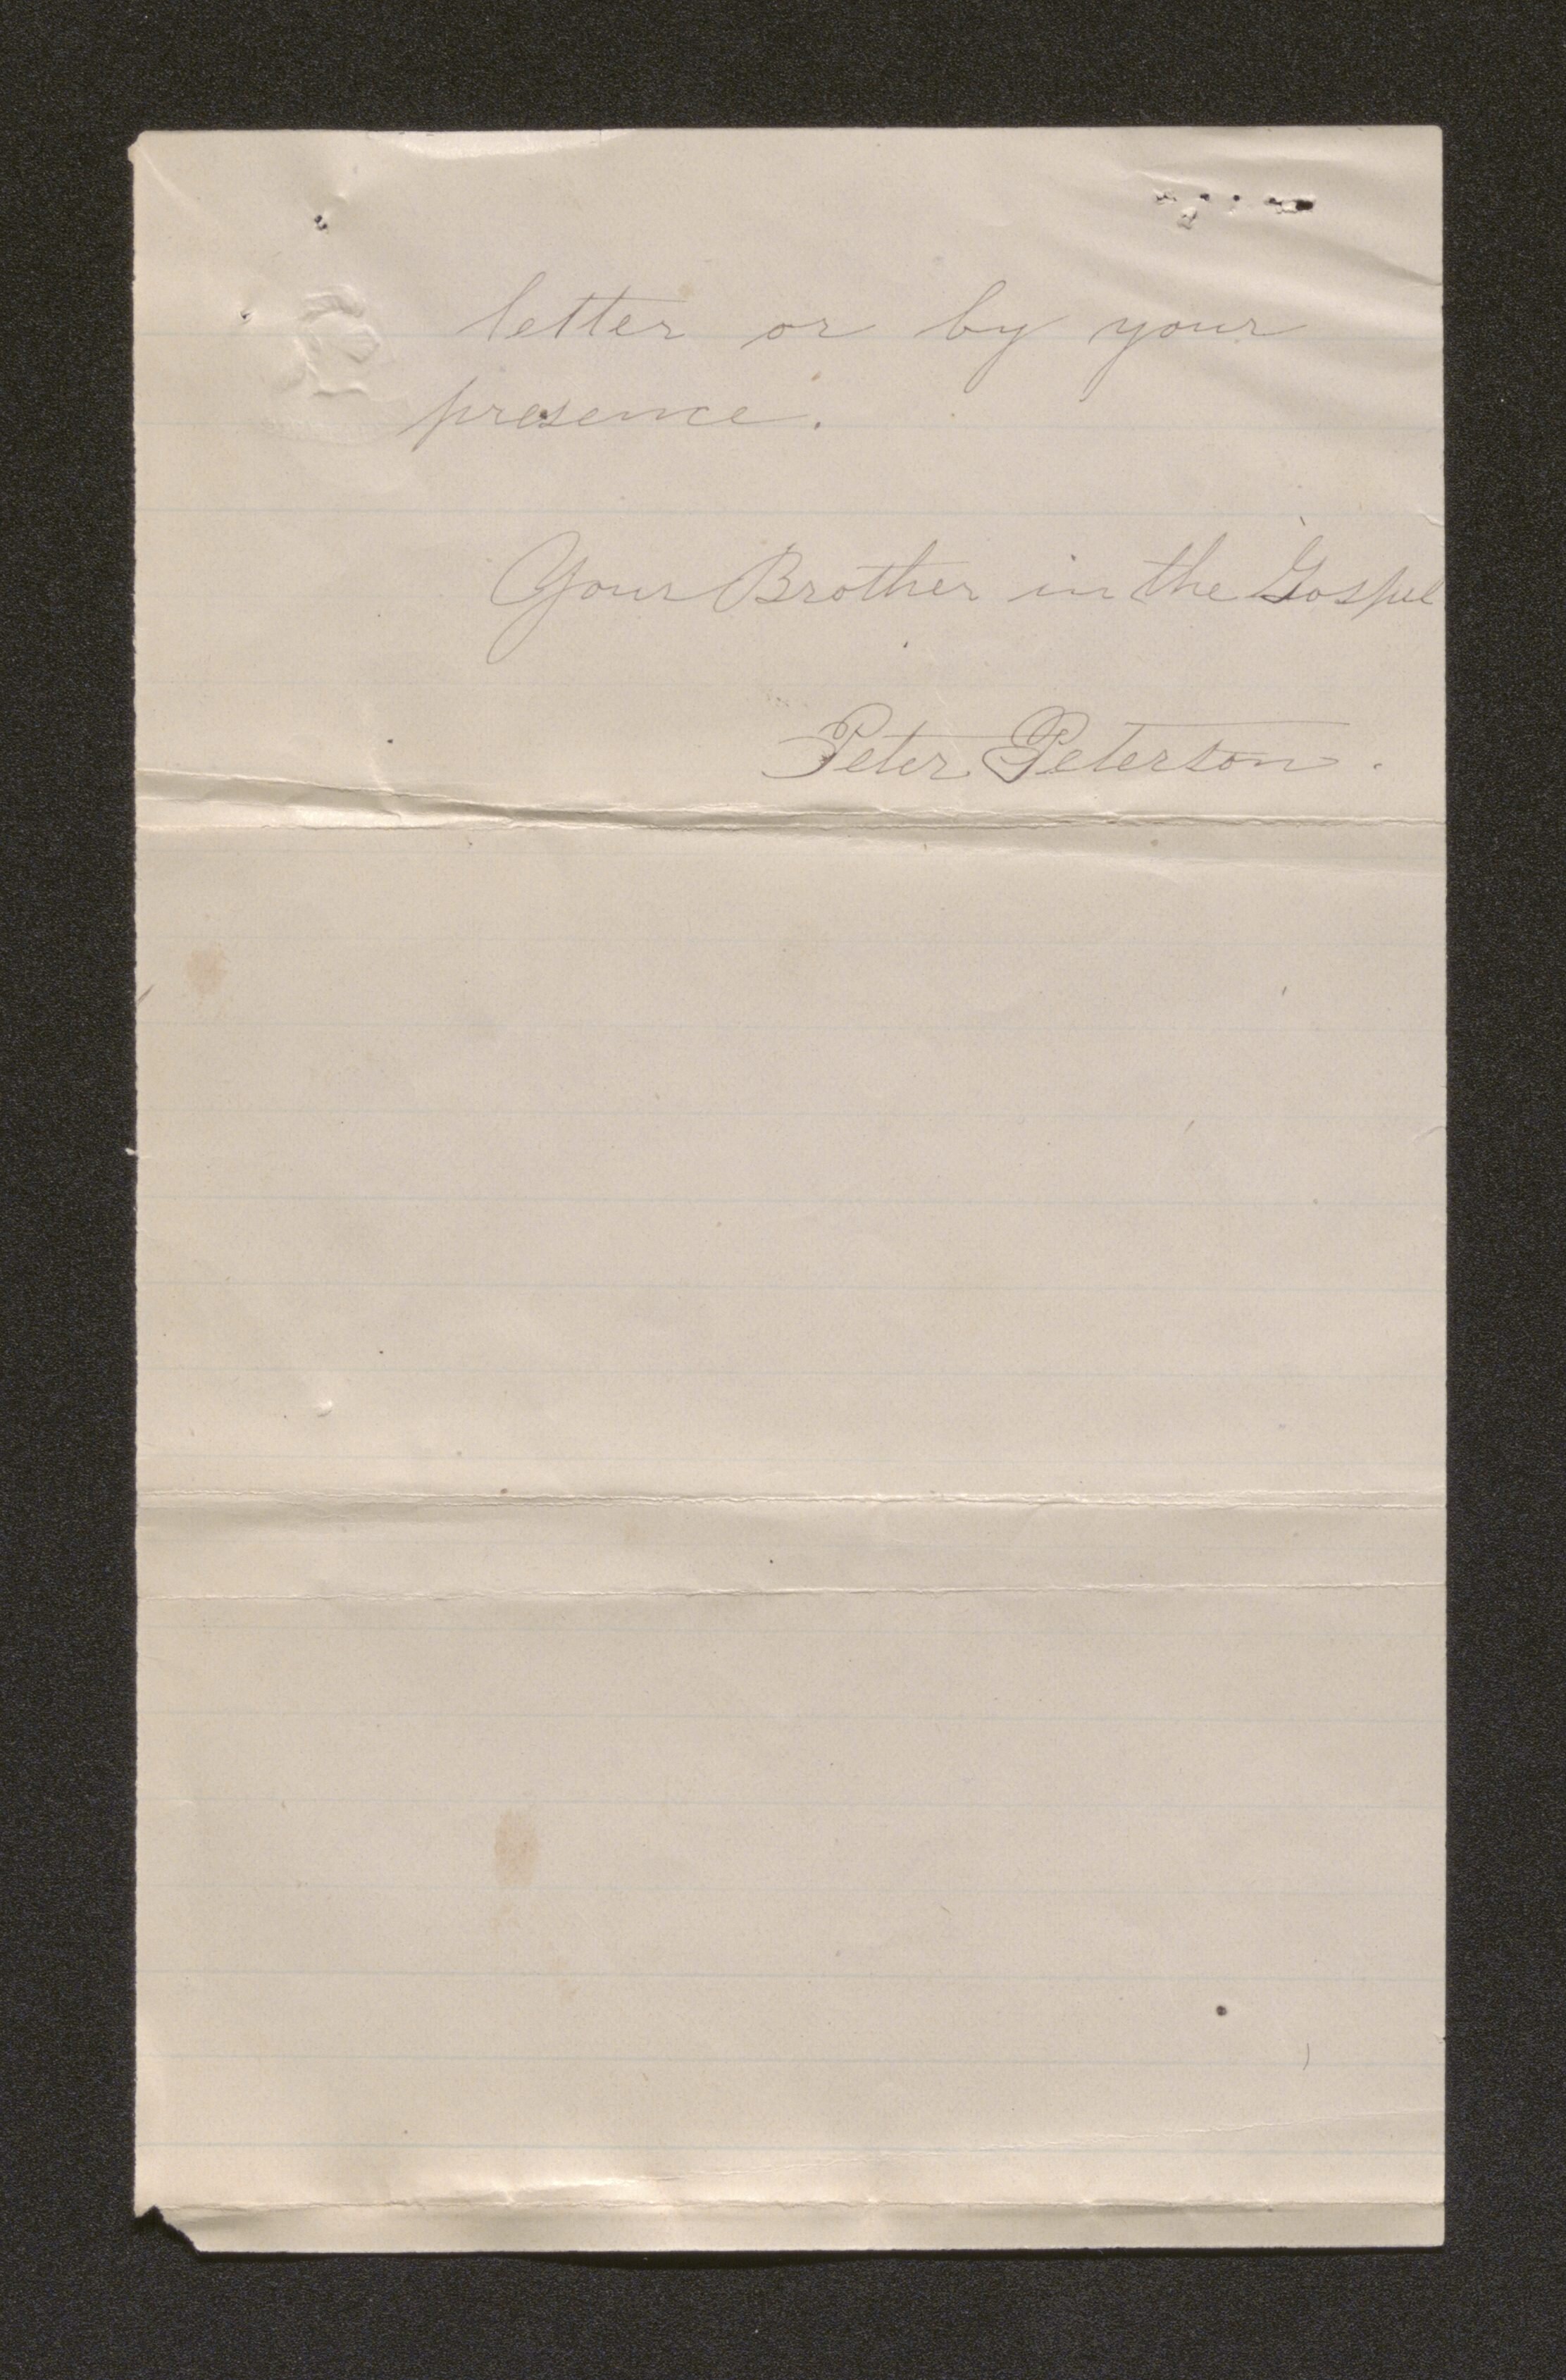 letter or by your
presence.
Your Brother in the Gospel
Peter Peterson.